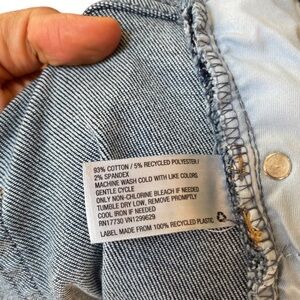 93% COTTON / 5% RECYCLED POLYESTER /
2% SPANDEX
MACHINE WASH COLD WITH LIKE COLORS
GENTLE CYCLE
ONLY NON-CHLORINE BLEACH IF NEEDED
TUMBLE DRY LOW, REMOVE PROMPTLY
COOL IRON IF NEEDED
RN17730 VN1299629
LABEL MADE FROM 100% RECYCLED PLASTIC